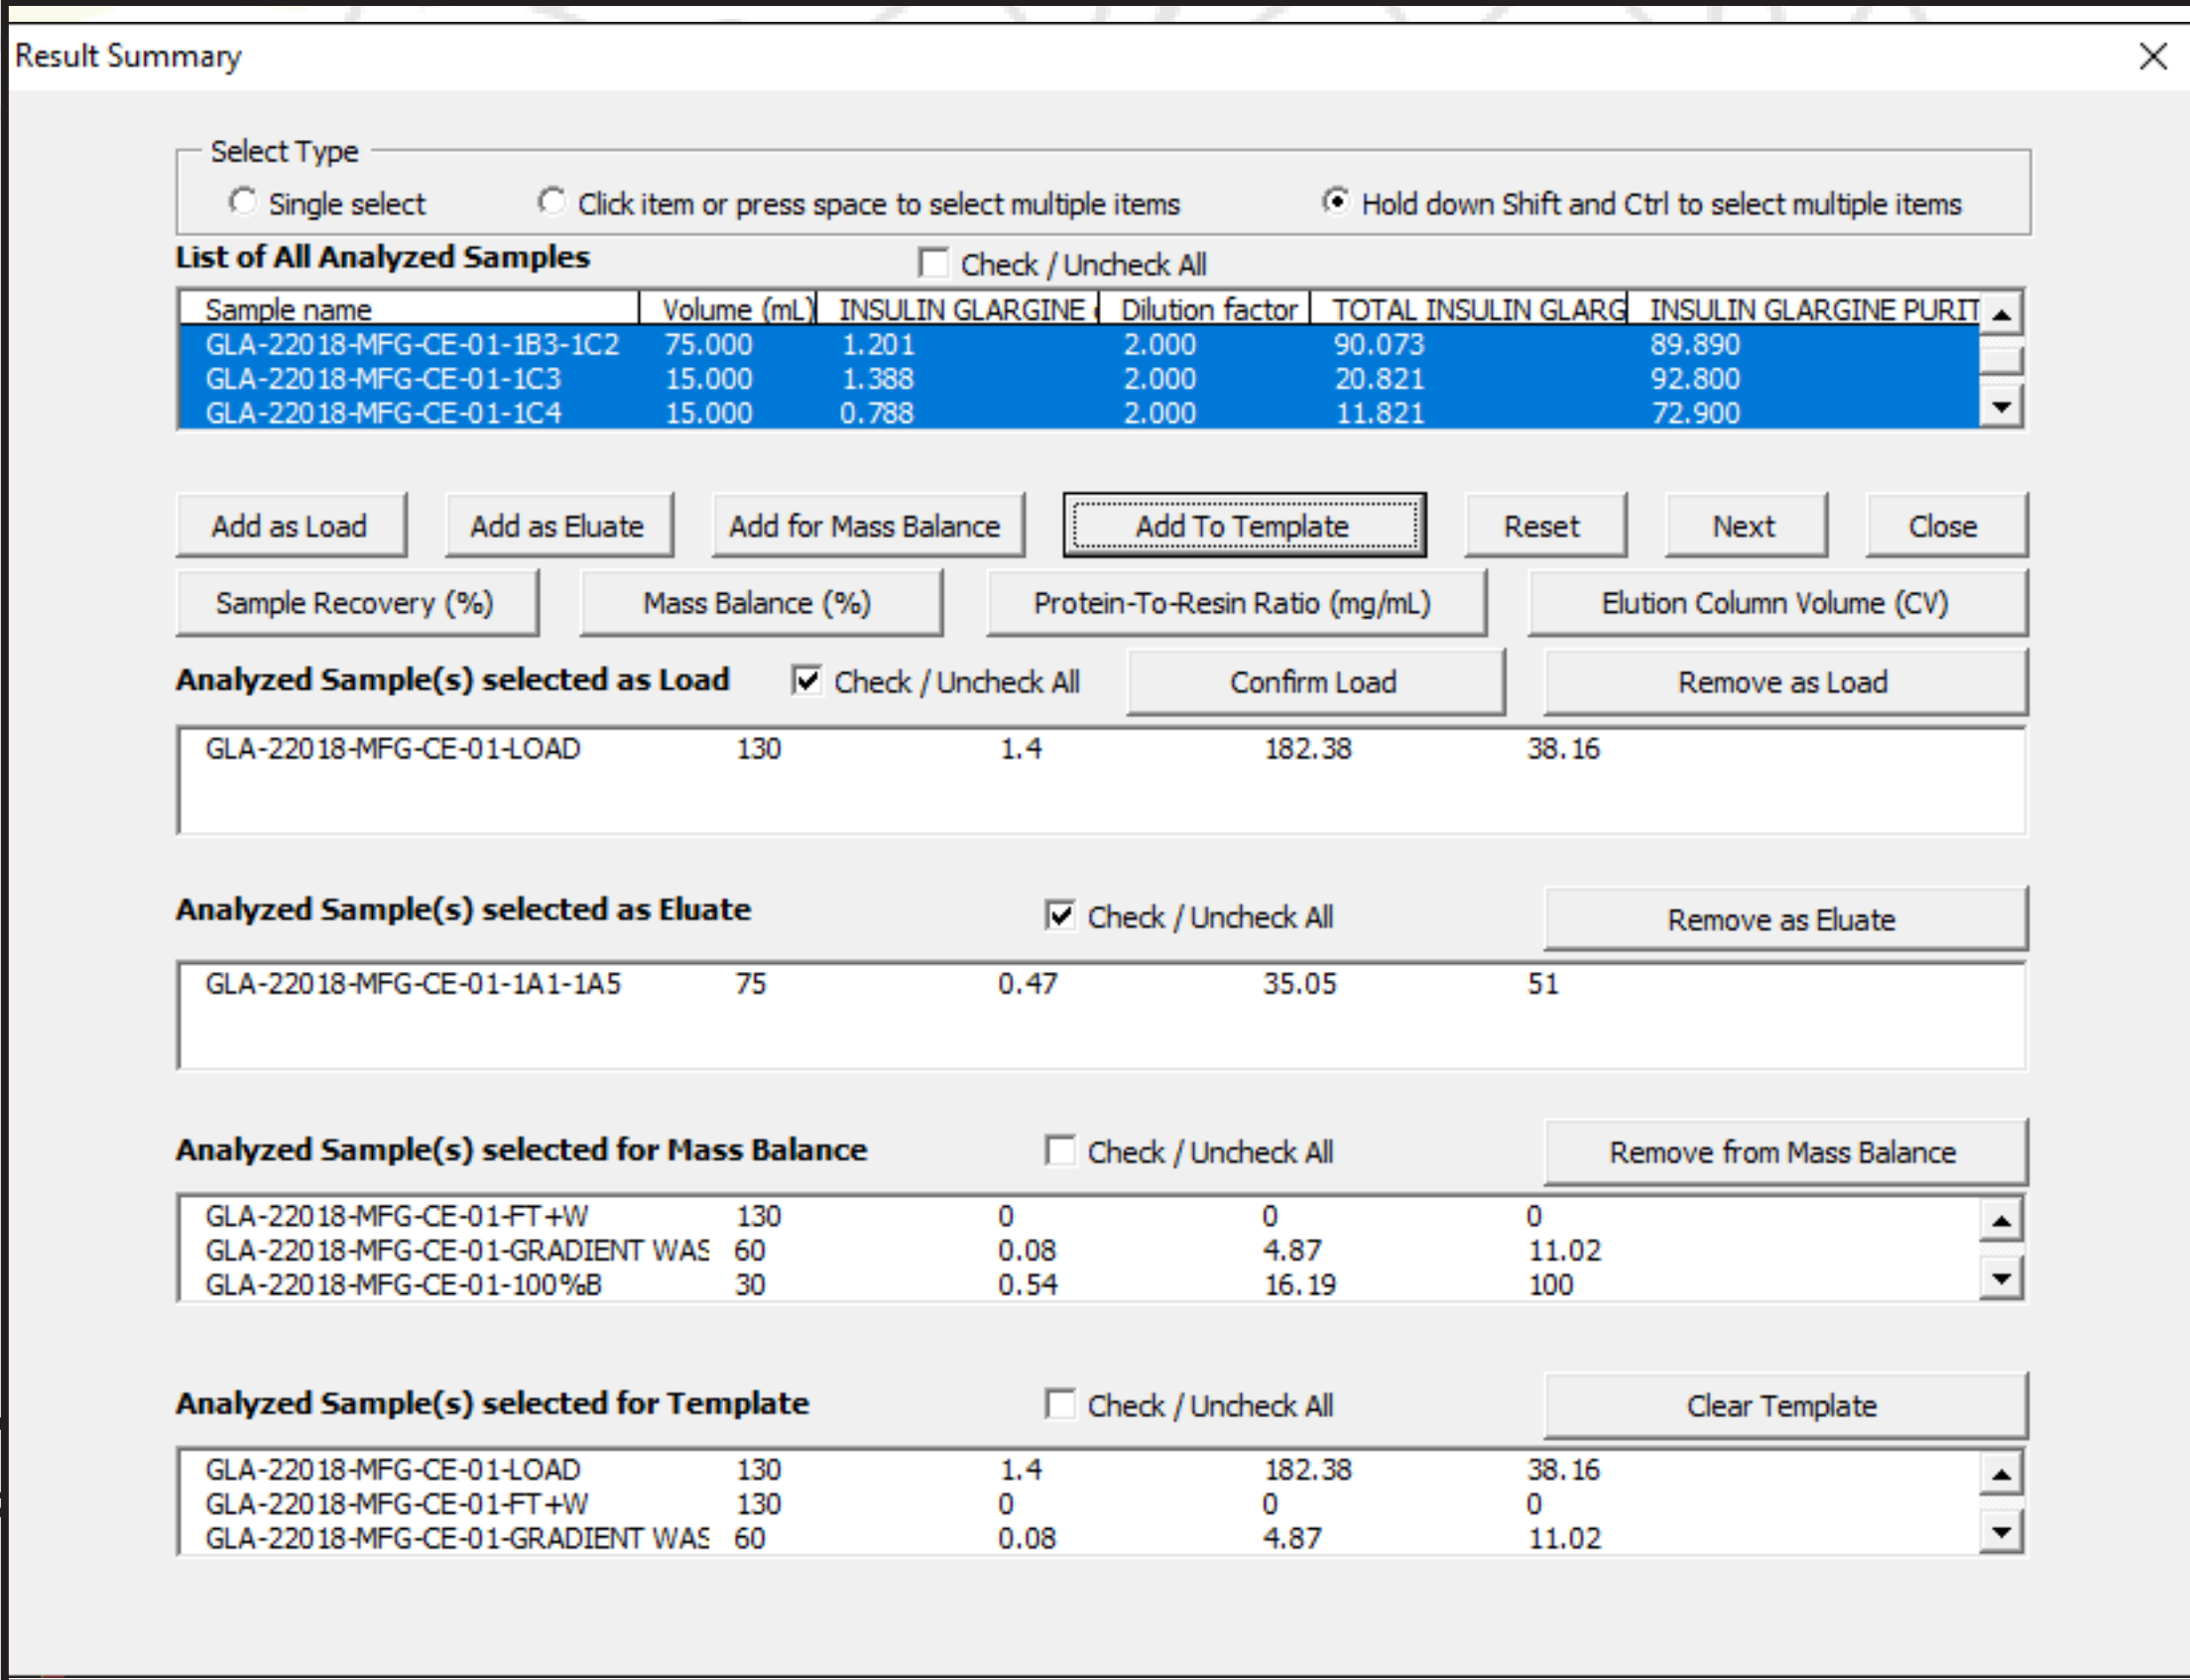 Result Summary
Select Type
Single select Click item or press space to select multiple items Hold down Shift and Ctrl to select multiple items
List of All Analyzed Samples Check / Uncheck All
Sample name Volume (mL) INSULIN GLARGINE Dilution factor TOTAL INSULIN GLARG INSULIN GLARGINE PURIT
GLA-22018-MFG-CE-01-1B3-1C2 75.000 1.201 2.000 90.073 89.890
GLA-22018-MFG-CE-01-1C3 15.000 1.388 2.000 20.821 92.800
GLA-22018-MFG-CE-01-1C4 15.000 0.788 2.000 11.821 72.900
Add as Load Add as Eluate Add for Mass Balance Add To Template Reset Next Close
Sample Recovery (%) Mass Balance (%) Protein-To-Resin Ratio (mg/mL) Elution Column Volume (CV)
Analyzed Sample(s) selected as Load Check / Uncheck All Confirm Load Remove as Load
GLA-22018-MFG-CE-01-LOAD 130 1.4 182.38 38.16
Analyzed Sample(s) selected as Eluate Check / Uncheck All Remove as Eluate
GLA-22018-MFG-CE-01-1A1-1A5 75 0.47 35.05 51
Analyzed Sample(s) selected for Mass Balance Check / Uncheck All Remove from Mass Balance
GLA-22018-MFG-CE-01-FT+W 130 0 0 0
GLA-22018-MFG-CE-01-GRADIENT WAS 60 0.08 4.87 11.02
GLA-22018-MFG-CE-01-100%B 30 0.54 16.19 100
Analyzed Sample(s) selected for Template Check / Uncheck All Clear Template
GLA-22018-MFG-CE-01-LOAD 130 1.4 182.38 38.16
GLA-22018-MFG-CE-01-FT+W 130 0 0 0
GLA-22018-MFG-CE-01-GRADIENT WAS 60 0.08 4.87 11.02